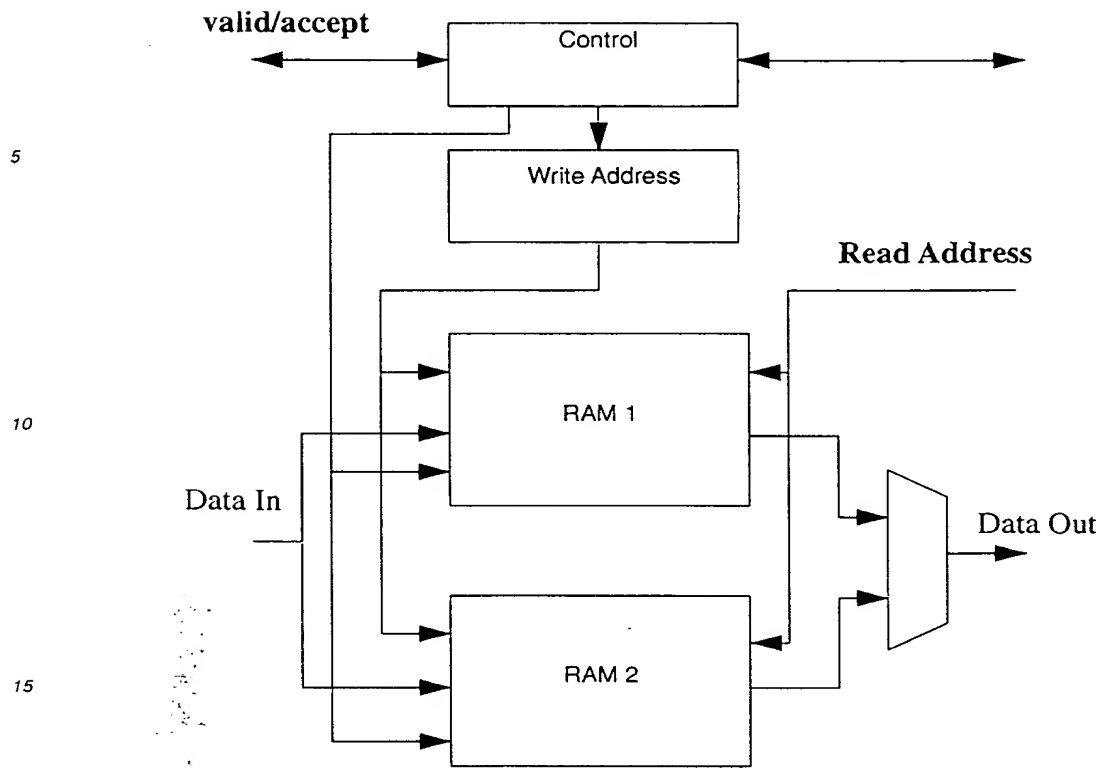 valid/accept
Control
5
Write Address
Read Address
10
RAM 1
Data In
Data Out
15
RAM 2